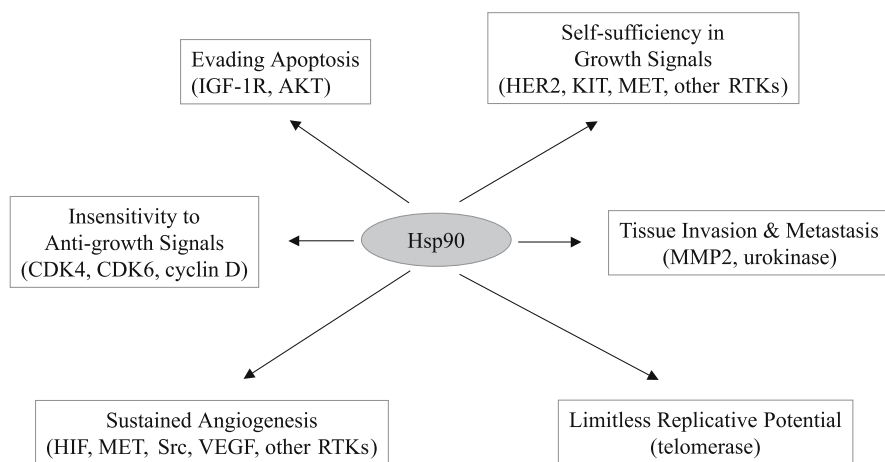 Evading Apoptosis
(IGF-1R, AKT)
Self-sufficiency in
Growth Signals
(HER2, KIT, MET, other RTKs)
Insensitivity to
Anti-growth Signals
(CDK4, CDK6, cyclin D)
Hsp90
Tissue Invasion & Metastasis
(MMP2, urokinase)
Sustained Angiogenesis
(HIF, MET, Src, VEGF, other RTKs)
Limitless Replicative Potential
(telomerase)